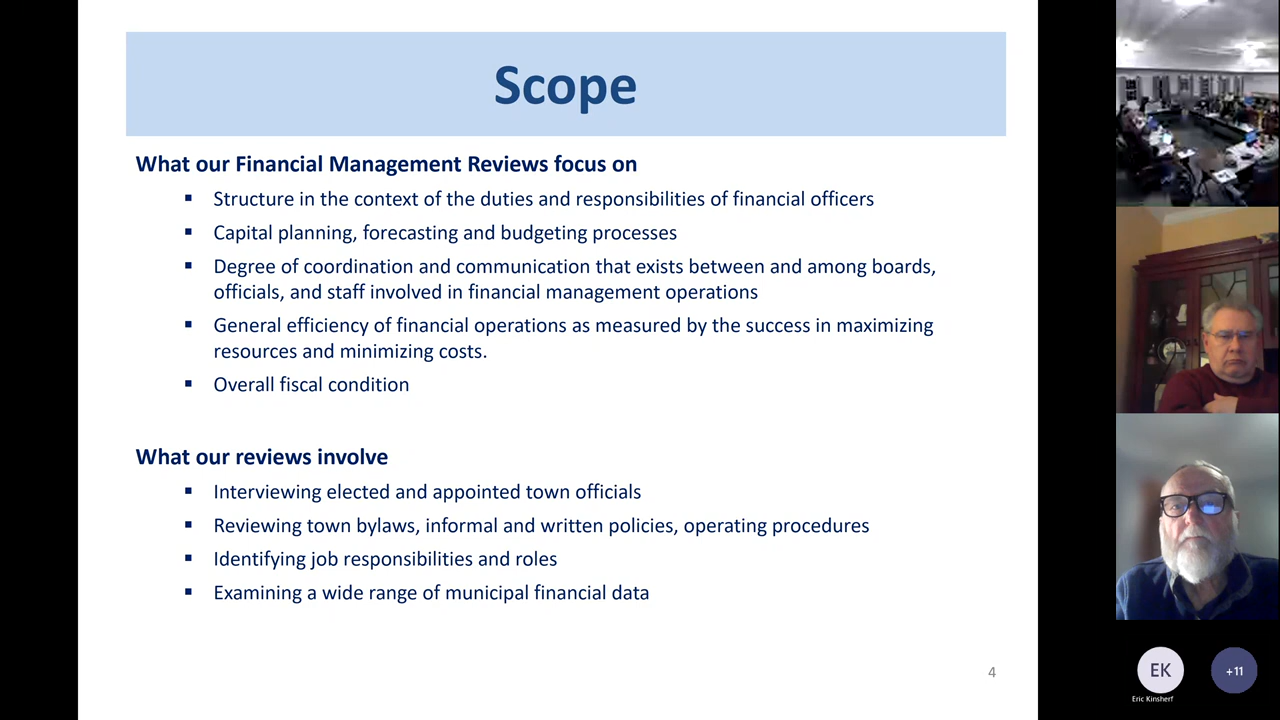 Scope
What our Financial Management Reviews focus on
▪ Structure in the context of the duties and responsibilities of financial officers
▪ Capital planning, forecasting and budgeting processes
▪ Degree of coordination and communication that exists between and among boards,
officials, and staff involved in financial management operations
▪ General efficiency of financial operations as measured by the success in maximizing
resources and minimizing costs.
▪ Overall fiscal condition
What our reviews involve
▪ Interviewing elected and appointed town officials
▪ Reviewing town bylaws, informal and written policies, operating procedures
▪ Identifying job responsibilities and roles
▪ Examining a wide range of municipal financial data
4
EK
+11
Eric Kinsherf